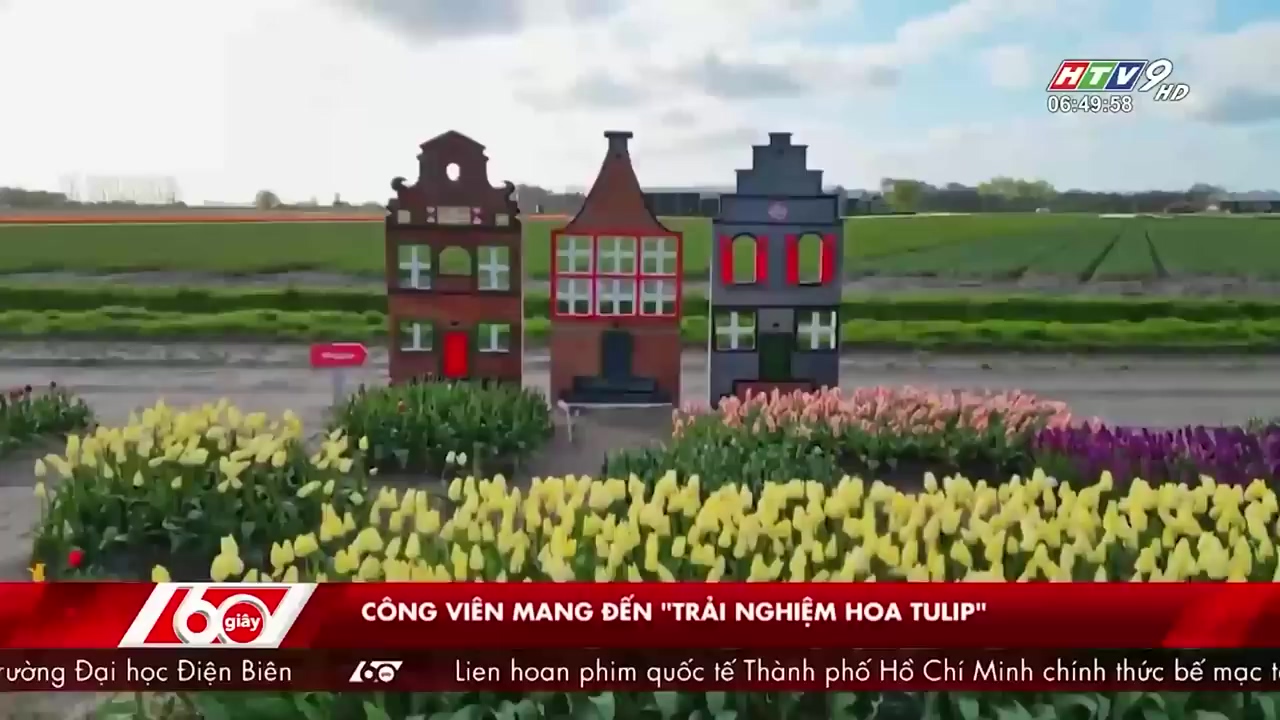 HTV9 HD
06:49:58
60 giây
CÔNG VIÊN MANG ĐẾN "TRẢI NGHIỆM HOA TULIP"
rường Đại học Điện Biên 60 Lien hoan phim quốc tế Thành phố Hồ Chí Minh chính thức bế mạc t